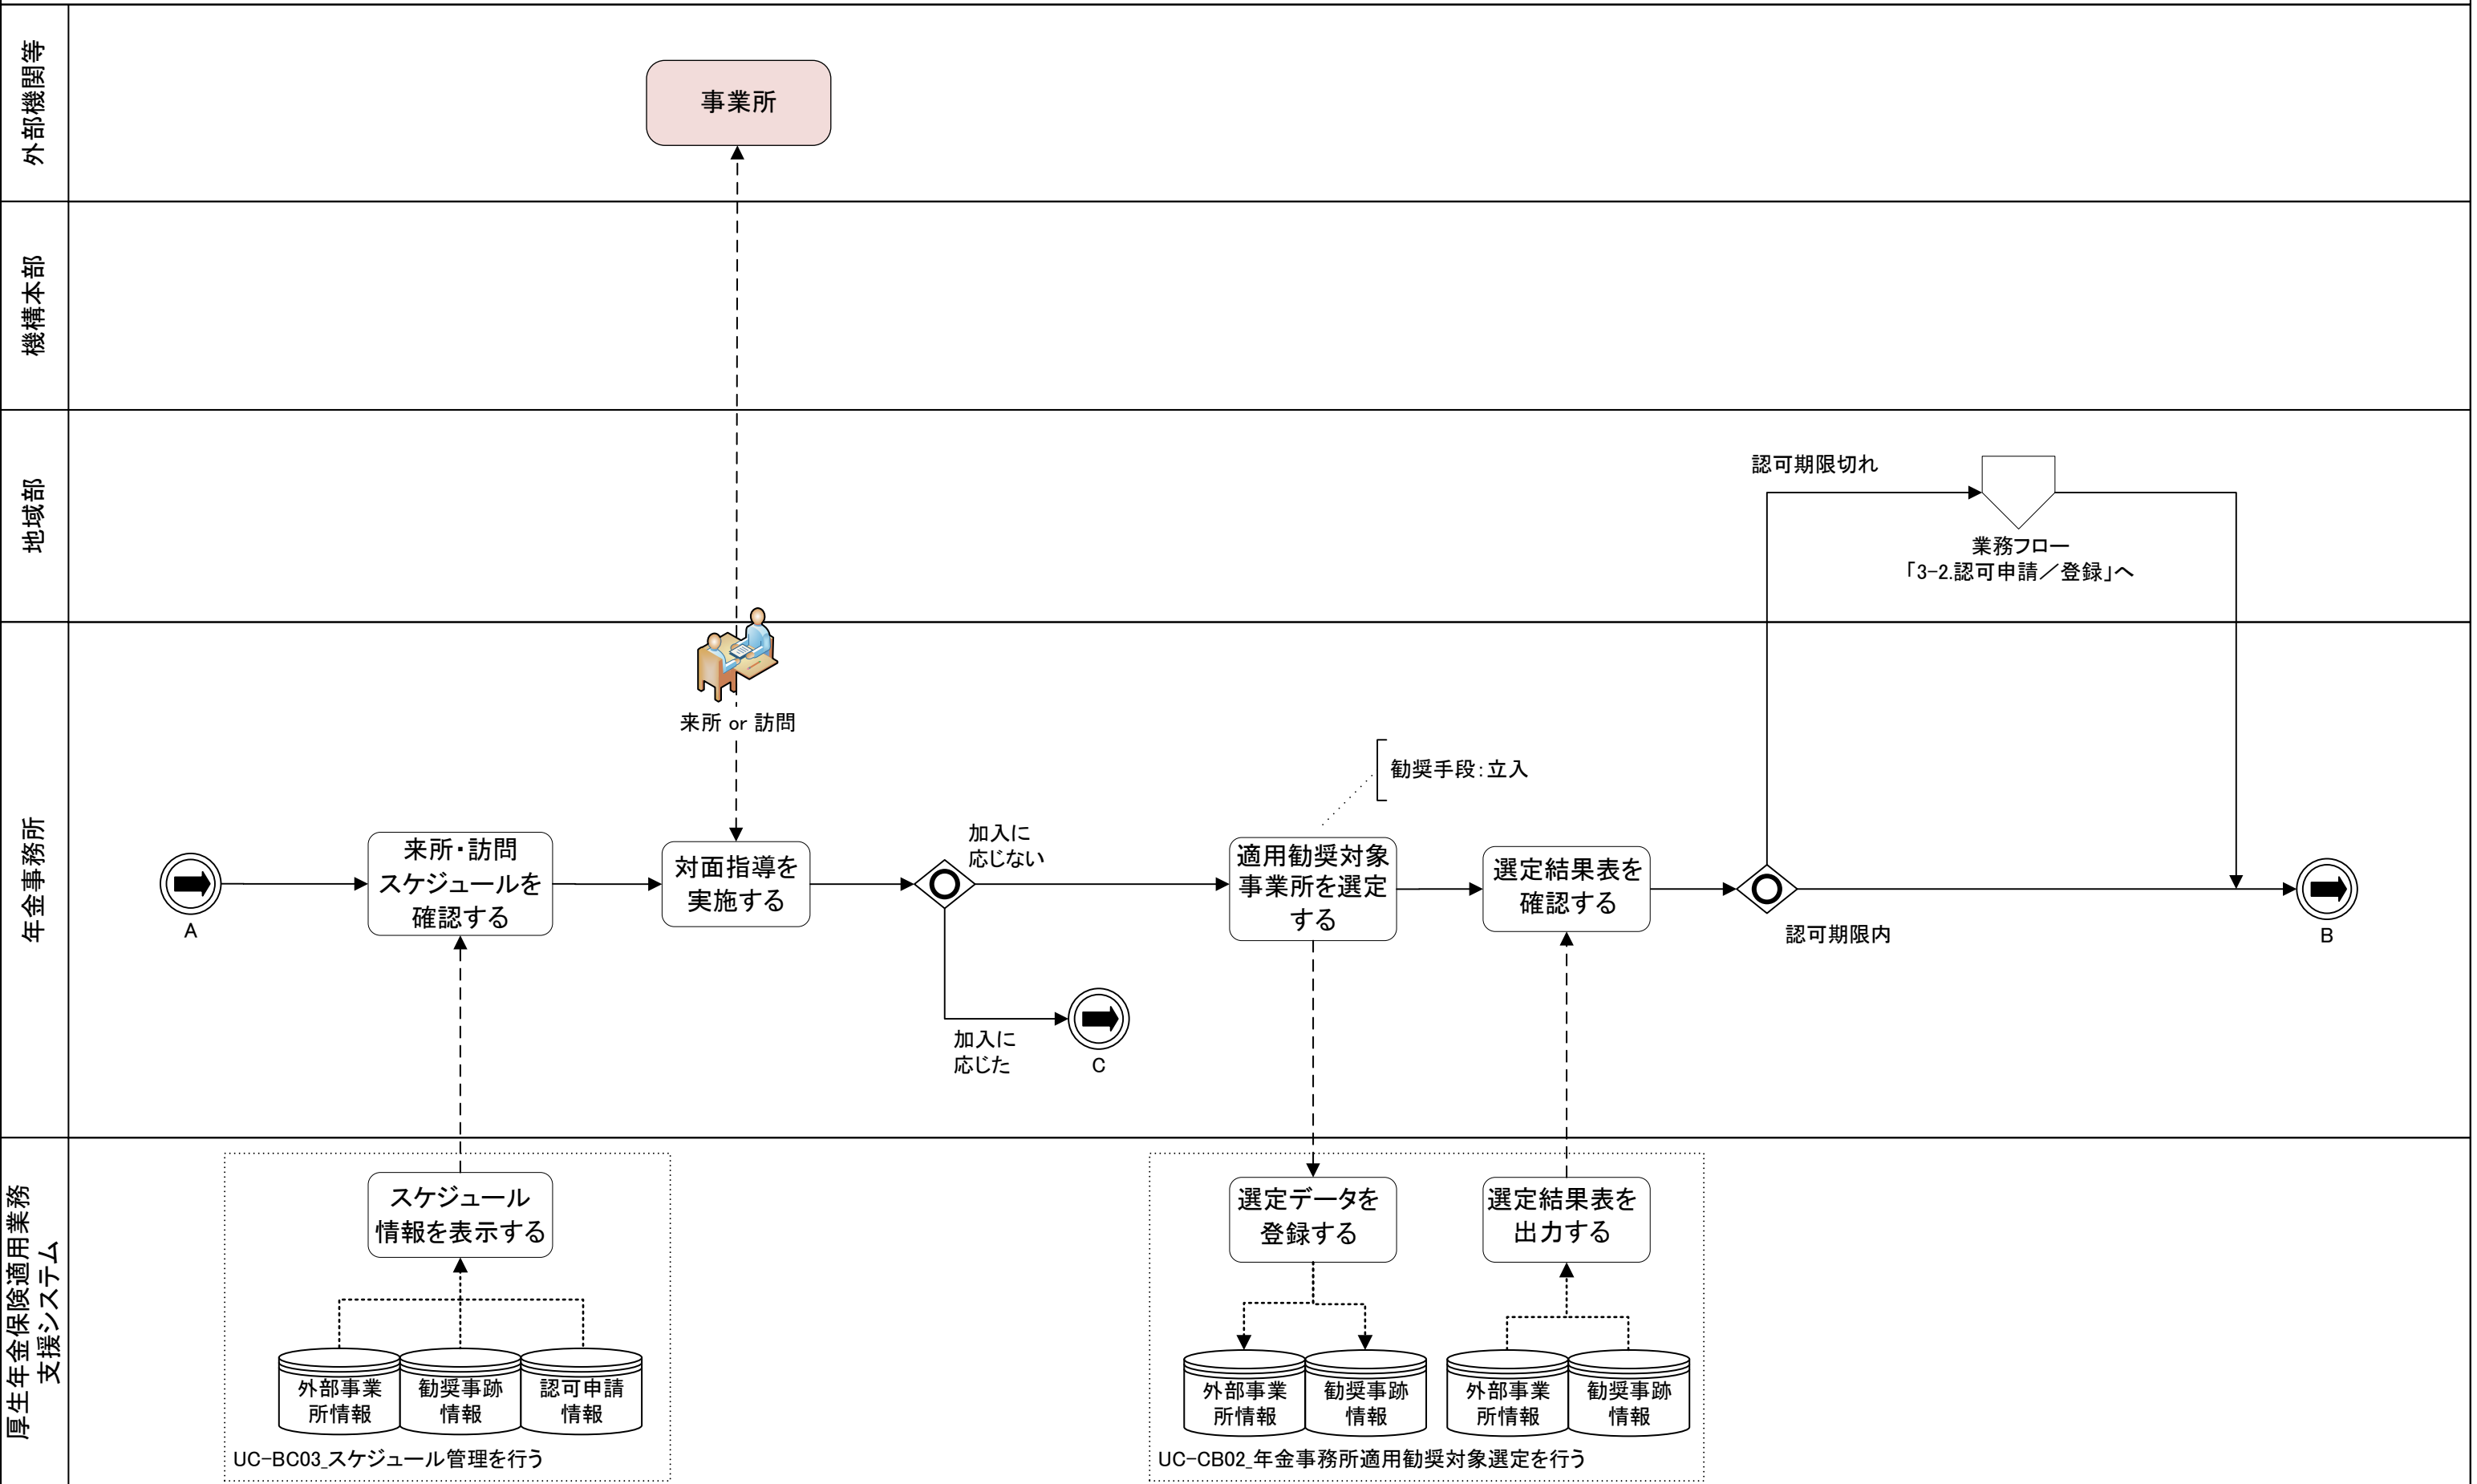 外部機関等
事業所
機構本部
地域部
認可期限切れ
業務フロー
「3-2.認可申請／登録」へ
年金事務所
来所 or 訪問
勧奨手段：立入
A
来所・訪問
スケジュールを
確認する
対面指導を
実施する
加入に
応じない
加入に
応じた
C
適用勧奨対象
事業所を選定
する
選定結果表を
確認する
認可期限内
B
厚生年金保険適用業務
支援システム
スケジュール
情報を表示する
外部事業
所情報
勧奨事跡
情報
認可申請
情報
UC-BC03_スケジュール管理を行う
選定データを
登録する
選定結果表を
出力する
外部事業
所情報
勧奨事跡
情報
外部事業
所情報
勧奨事跡
情報
UC-CB02_年金事務所適用勧奨対象選定を行う